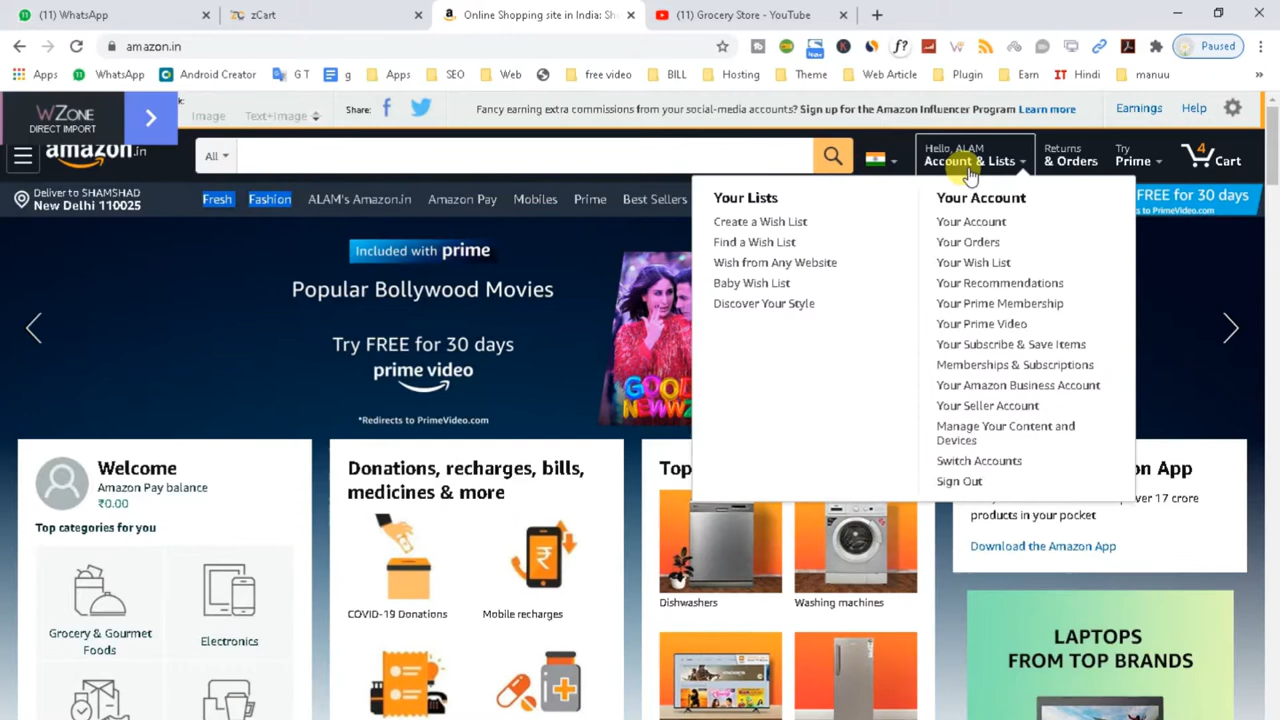 (11) WhatsApp
zCart
Online Shopping site in India: Sh
(11) Grocery Store - YouTube
amazon.in
Paused
Apps
WhatsApp
Android Creator
G T
g
Apps
SEO
Web
free video
BILL
Hosting
Theme
Web Article
Plugin
Earn
IT Hindi
manuu
WZONE
DIRECT IMPORT
k:
Image
Text+Image
Share:
Fancy earning extra commissions from your social-media accounts? Sign up for the Amazon Influencer Program Learn more
Earnings
Help
amazon.in
All
Hello, ALAM
Account & Lists
Returns
& Orders
Try
Prime
4
Cart
Deliver to SHAMSHAD
New Delhi 110025
Fresh
Fashion
ALAM's Amazon.in
Amazon Pay
Mobiles
Prime
Best Sellers
FREE for 30 days
Redirects to PrimeVideo.com
Your Lists
Create a Wish List
Find a Wish List
Wish from Any Website
Baby Wish List
Discover Your Style
Your Account
Your Account
Your Orders
Your Wish List
Your Recommendations
Your Prime Membership
Your Prime Video
Your Subscribe & Save Items
Memberships & Subscriptions
Your Amazon Business Account
Your Seller Account
Manage Your Content and
Devices
Switch Accounts
Sign Out
Included with prime
Popular Bollywood Movies
Try FREE for 30 days
prime video
*Redirects to PrimeVideo.com
GOOD
NEWWZ
Welcome
Amazon Pay balance
₹0.00
Top categories for you
Grocery & Gourmet
Foods
Electronics
Donations, recharges, bills,
medicines & more
COVID-19 Donations
Mobile recharges
Top
Dishwashers
Washing machines
on App
over 17 crore
products in your pocket
Download the Amazon App
LAPTOPS
FROM TOP BRANDS